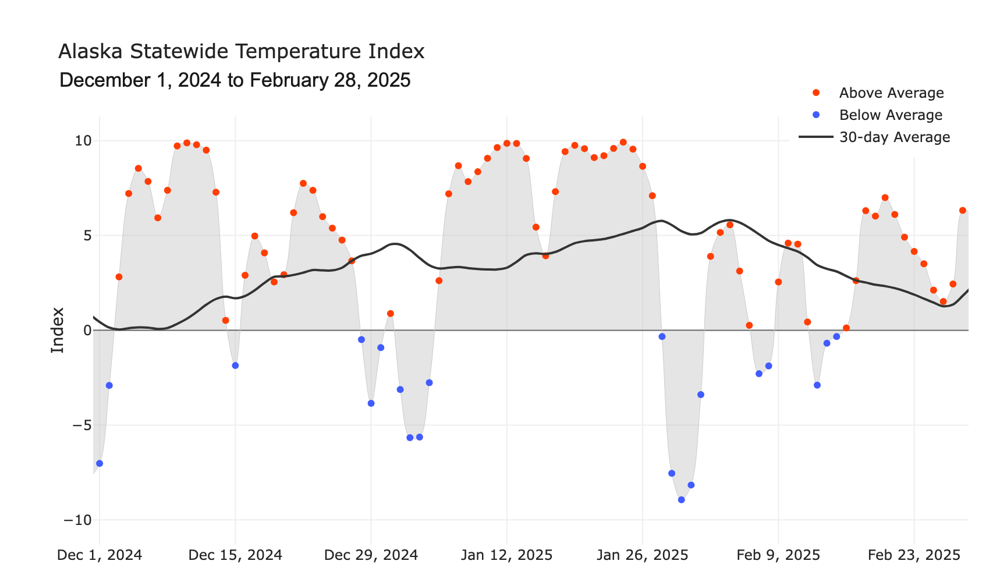 Alaska Statewide Temperature Index
December 1, 2024 to February 28, 2025
Above Average
Below Average
30-day Average
10
5
0
−5
−10
Index
Dec 1, 2024
Dec 15, 2024
Dec 29, 2024
Jan 12, 2025
Jan 26, 2025
Feb 9, 2025
Feb 23, 2025